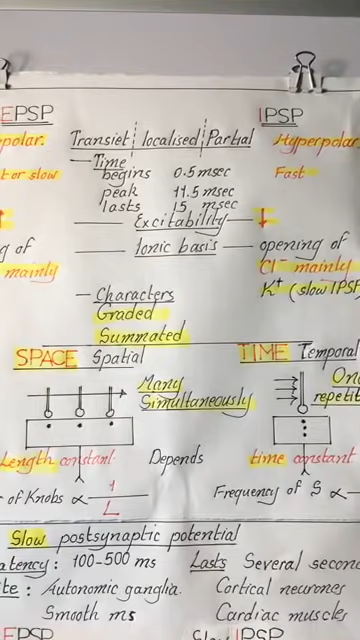 EPSP IPSP
polar. Transiet localised Partial Hyperpolar.
t or slow Time Fast
begins 0.5 msec
peak 11.5 msec
lasts 15 msec
↑ Excitability ↓
g of Ionic basis opening of
mainly Cl⁻ mainly
K⁺ (slow IPSP
Characters
Graded
Summated
SPACE Spatial TIME Temporal
Many On
Simultaneously repetit
Length constant Depends time constant
of Knobs ∝ 1/L Frequency of S ∝
Slow postsynaptic potential
atency: 100-500 ms Lasts Several second
te: Autonomic ganglia. Cortical neurones
Smooth ms Cardiac muscles
EPSP Slow IPSP